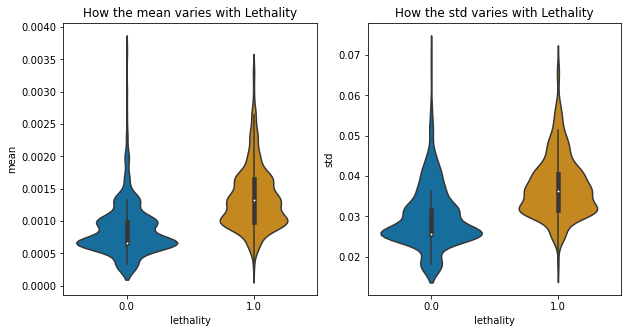 How the mean varies with Lethality
0.0040
0.0035
0.0030
0.0025
0.0020
0.0015
0.0010
0.0005
0.0000
mean
0.0 1.0
lethality
How the std varies with Lethality
0.07
0.06
0.05
0.04
0.03
0.02
std
0.0 1.0
lethality